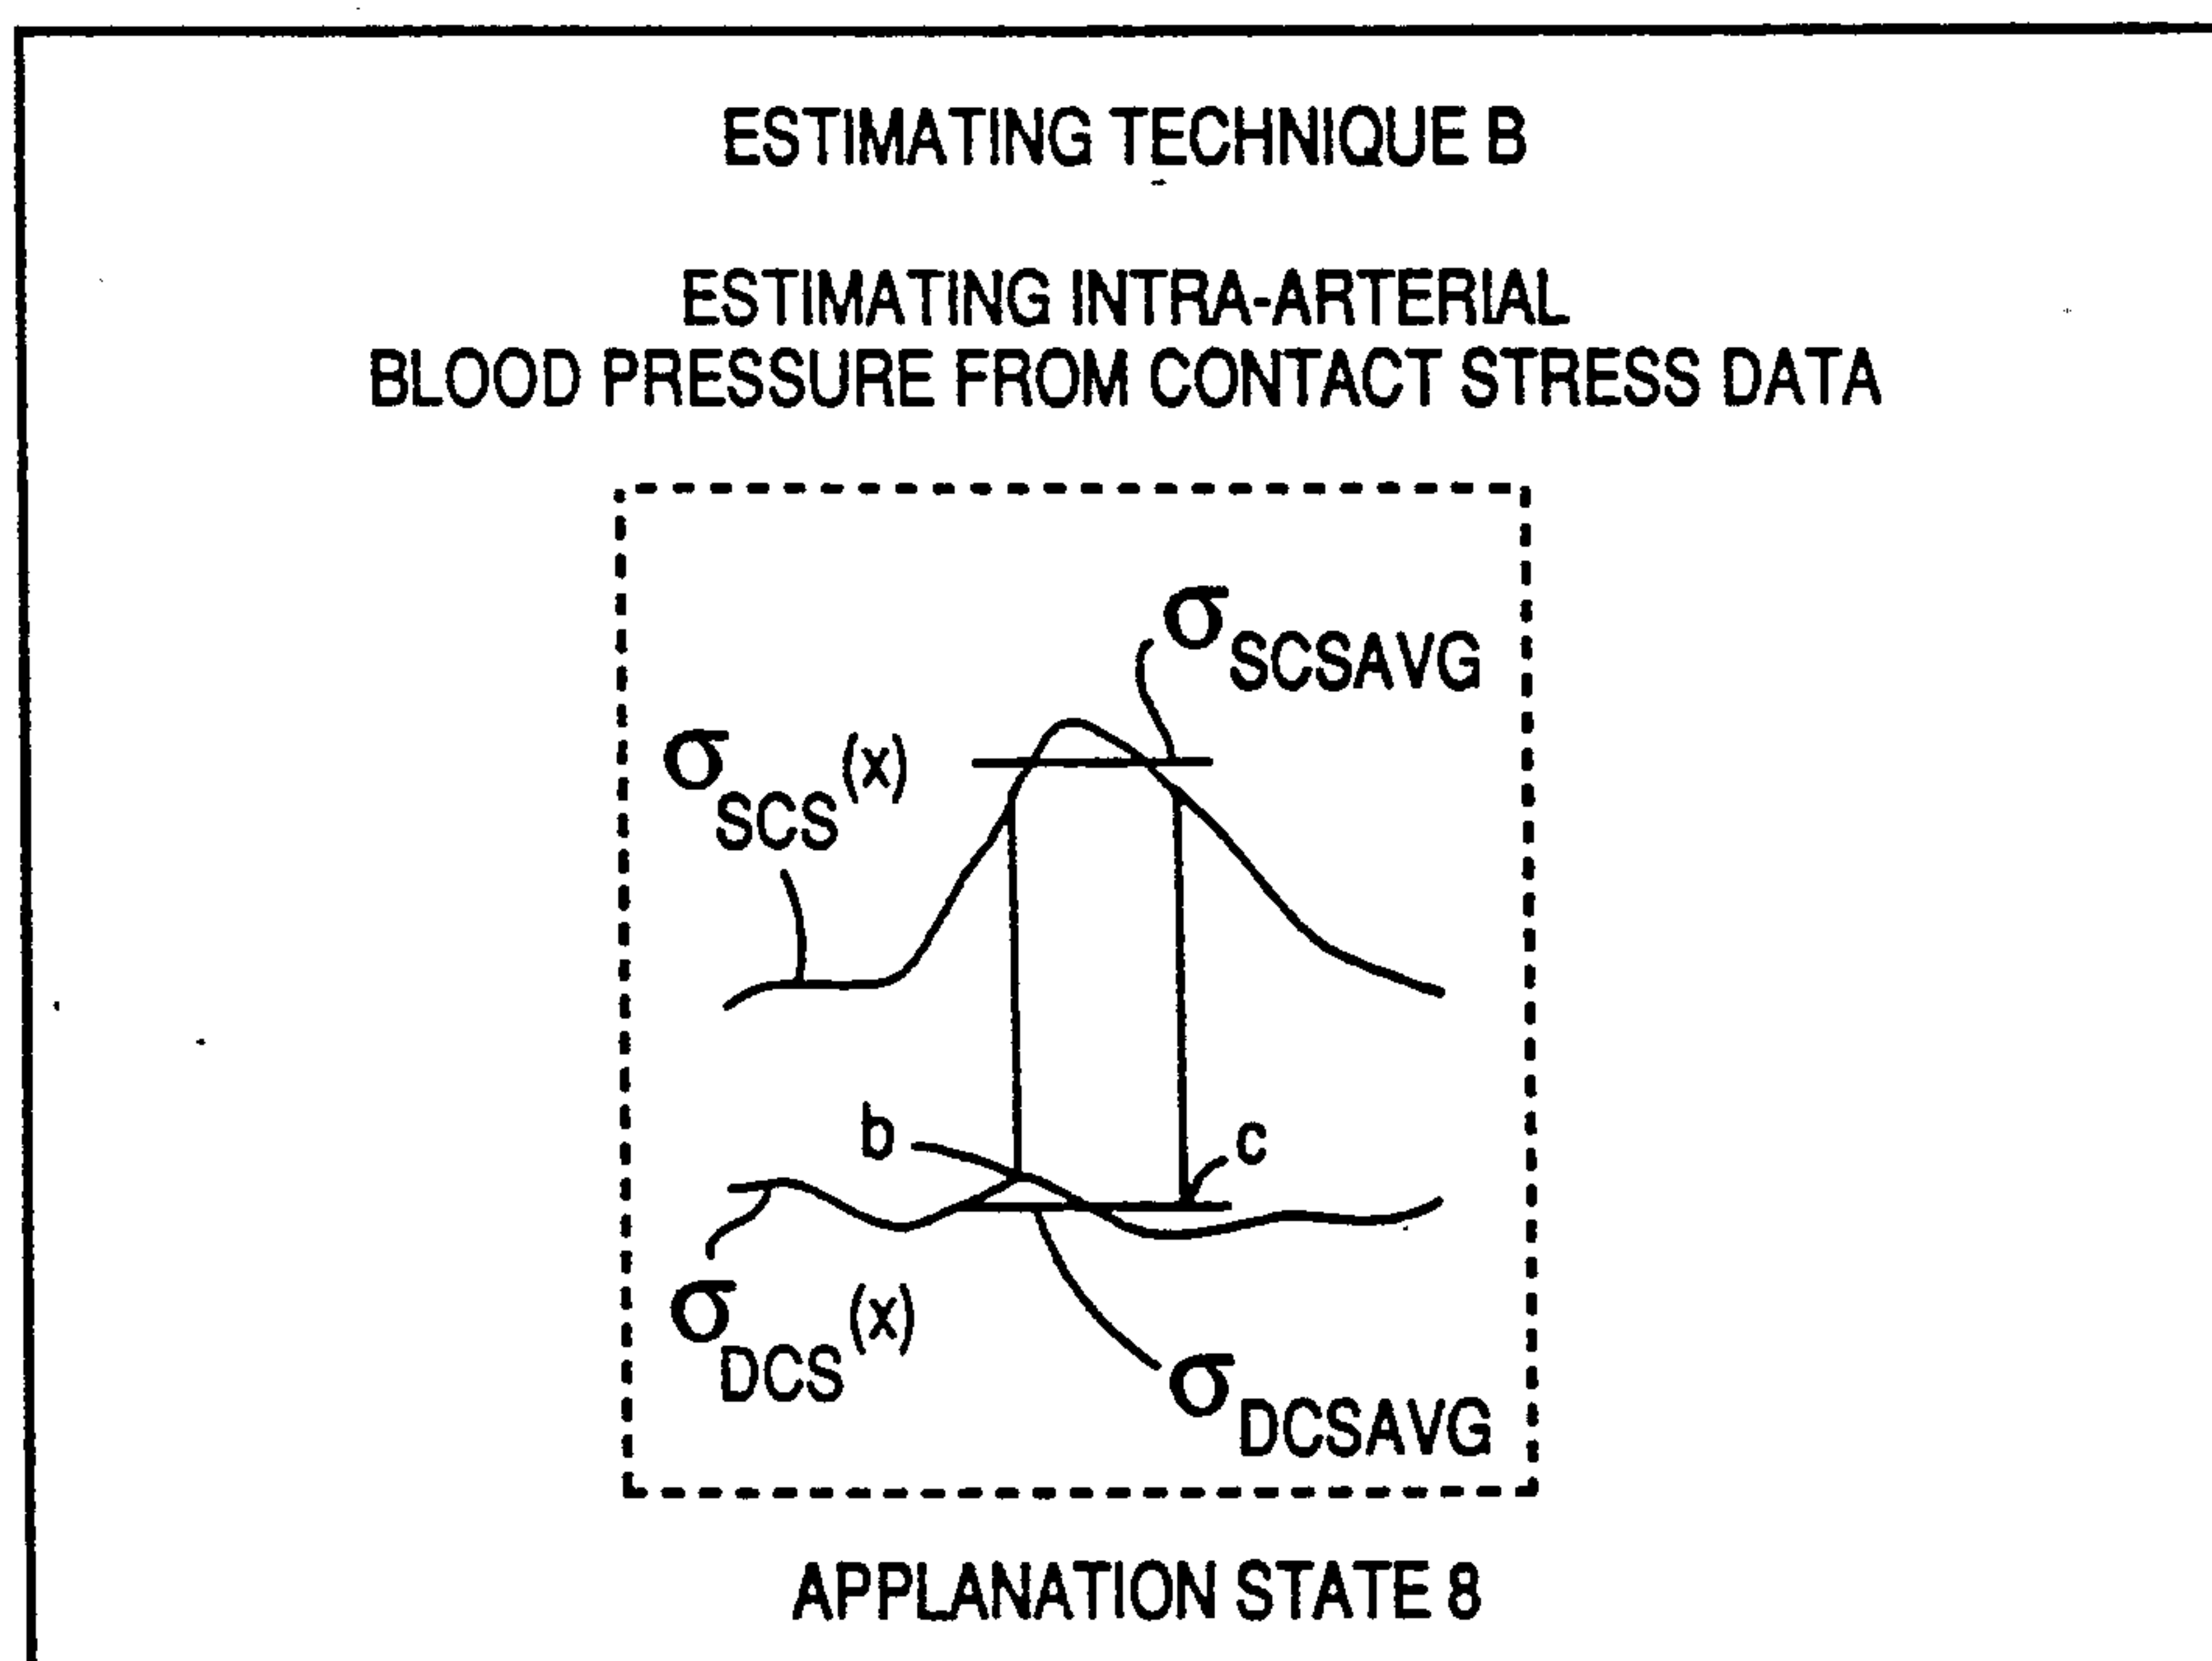 ESTIMATING TECHNIQUE B
ESTIMATING INTRA-ARTERIAL
BLOOD PRESSURE FROM CONTACT STRESS DATA
σSCSAVG
σSCS(x)
b
c
σDCS(x)
σDCSAVG
APPLANATION STATE 8